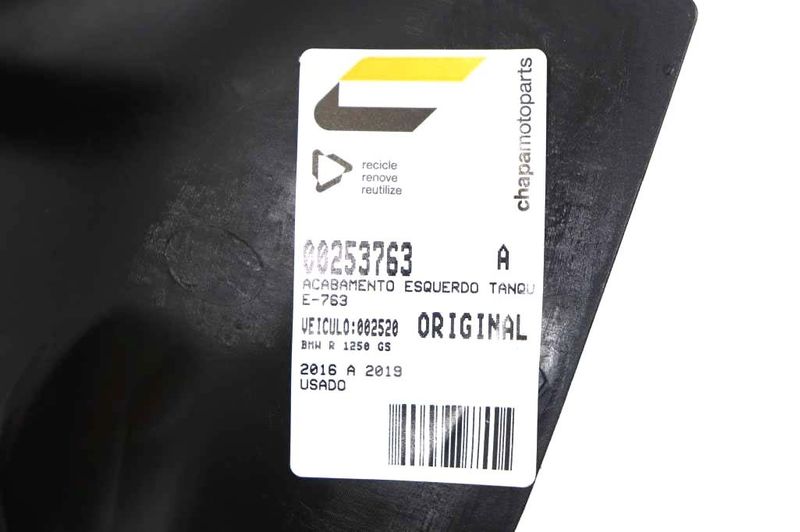 chapamotoparts
recicle
renove
reutilize
00253763 A
ACABAMENTO ESQUERDO TANQU
E-763
VEICULO:002520 ORIGINAL
BMW R 1250 GS
2016 A 2019
USADO